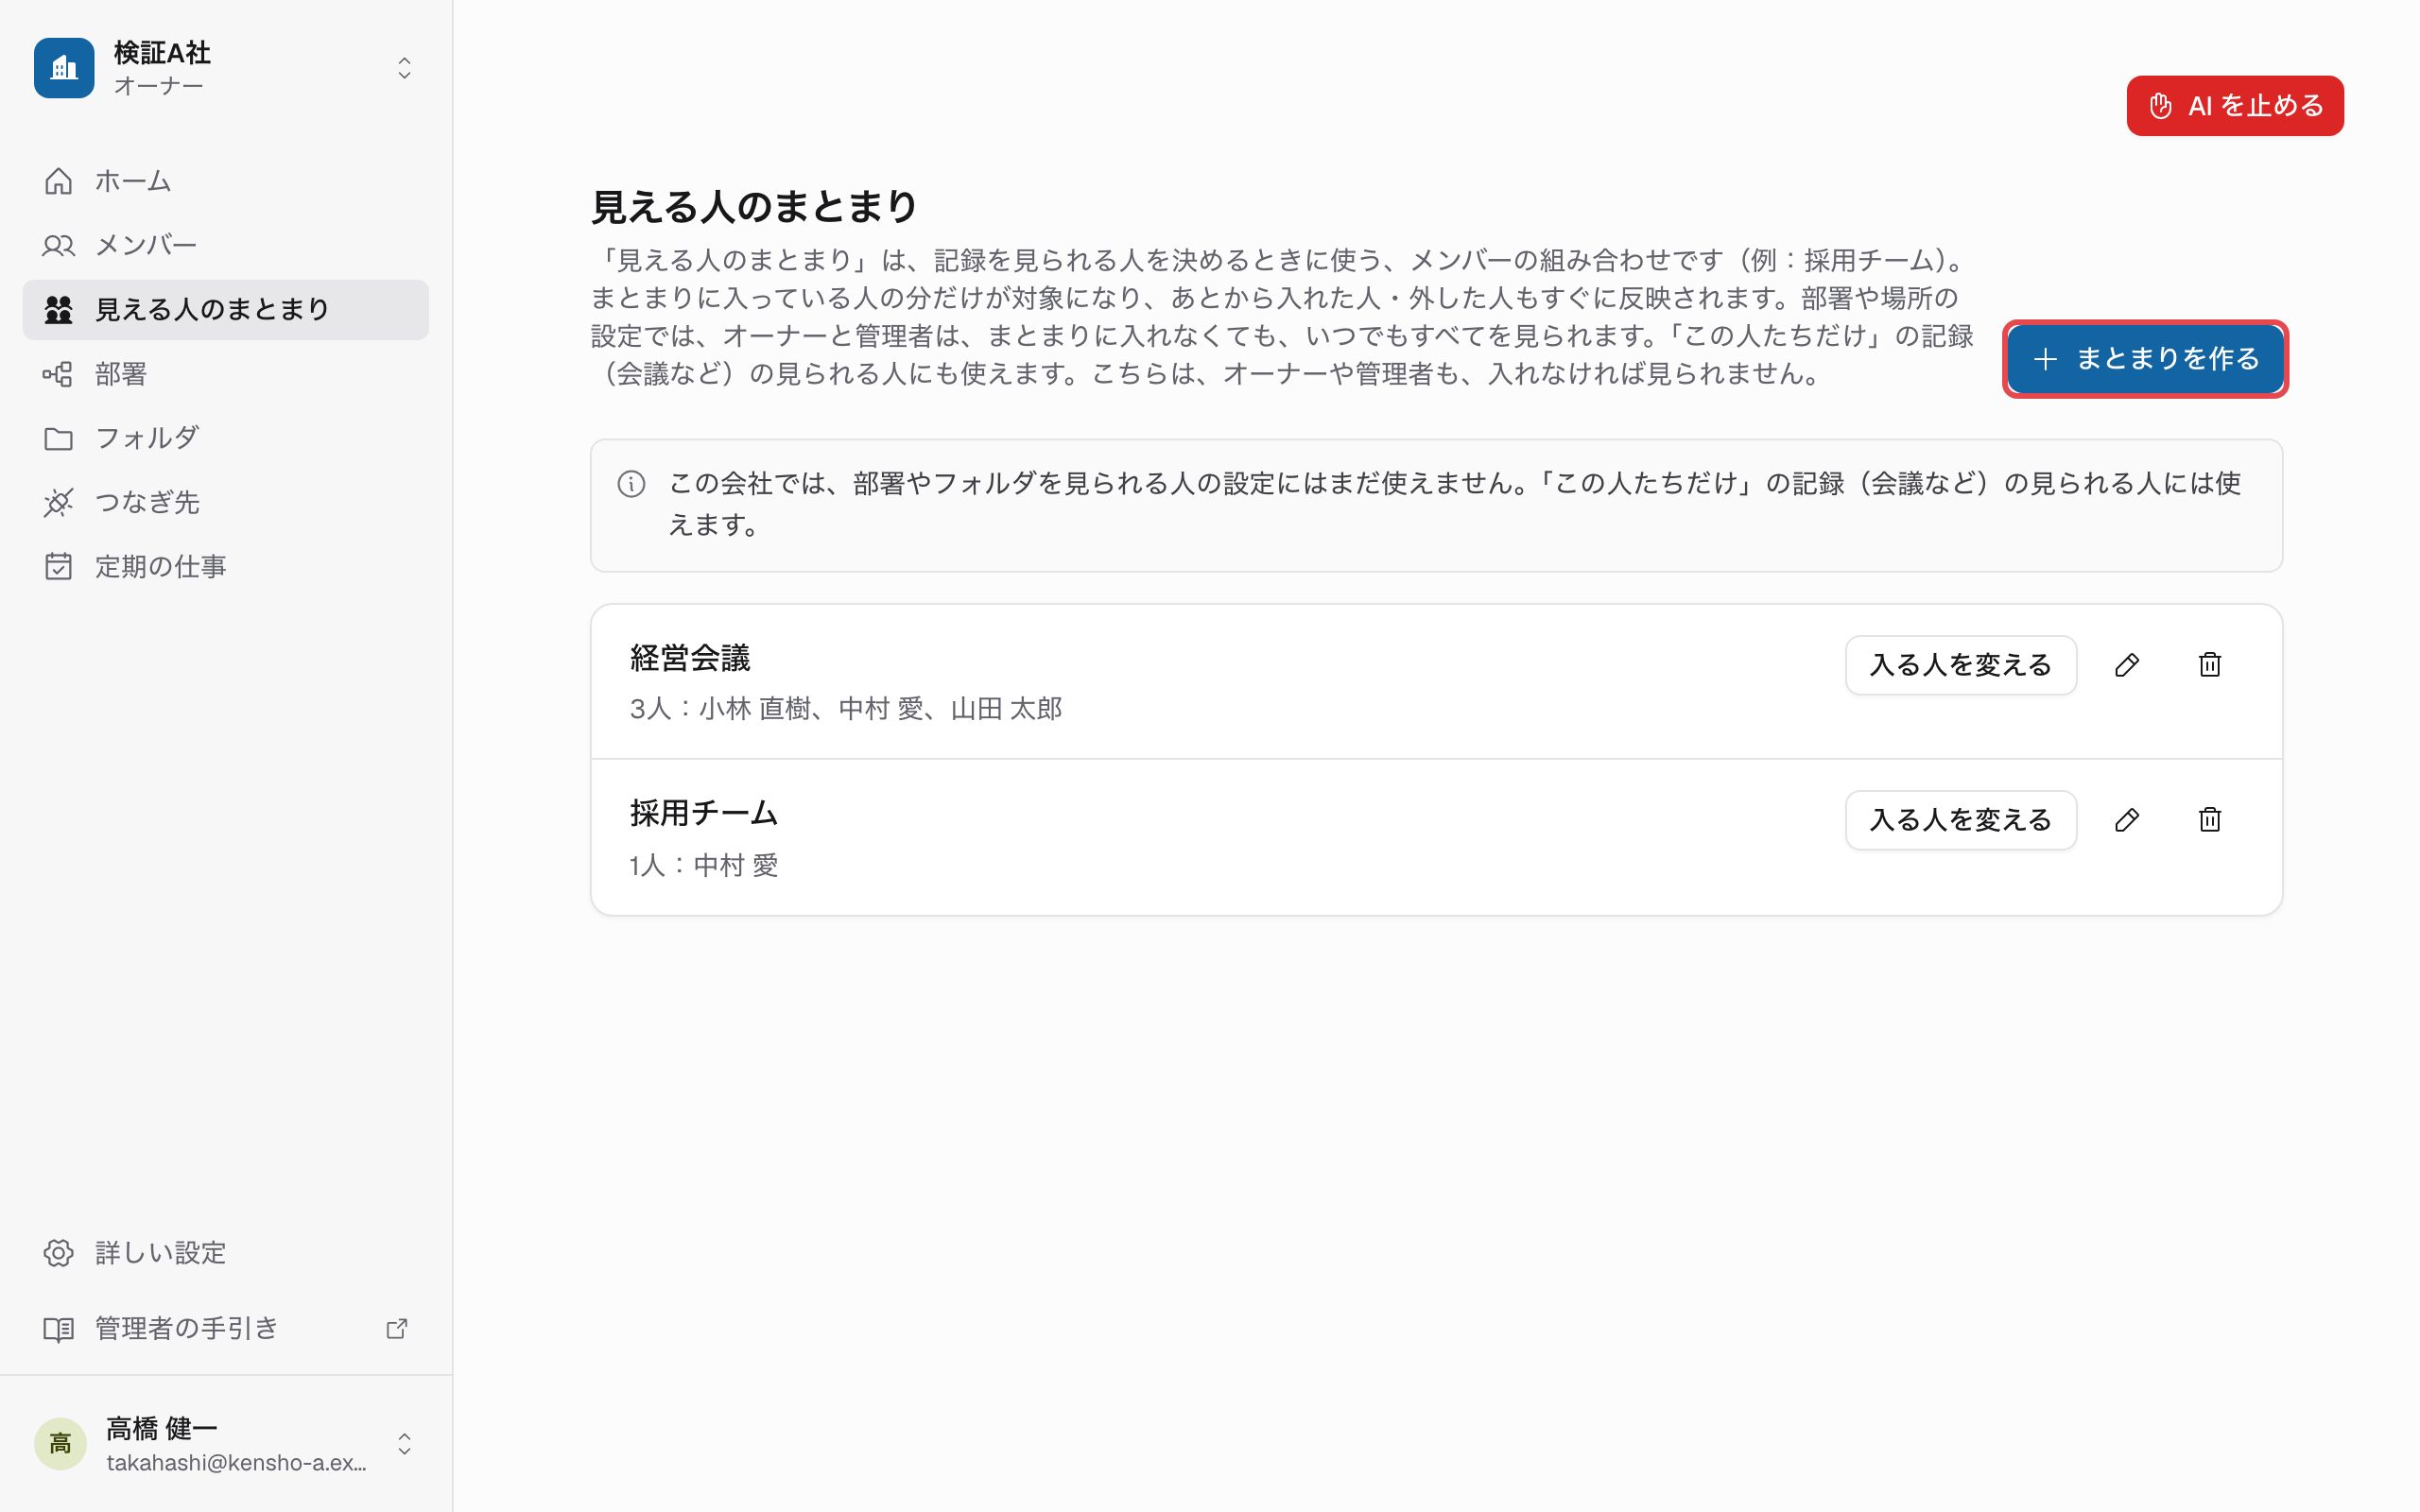 検証A社
オーナー
ホーム
メンバー
見える人のまとまり
部署
フォルダ
つなぎ先
定期の仕事
詳しい設定
管理者の手引き
高
高橋 健一
takahashi@kensho-a.ex...
AI を止める
見える人のまとまり
「見える人のまとまり」は、記録を見られる人を決めるときに使う、メンバーの組み合わせです（例：採用チーム）。
まとまりに入っている人の分だけが対象になり、あとから入れた人・外した人もすぐに反映されます。部署や場所の
設定では、オーナーと管理者は、まとまりに入れなくても、いつでもすべてを見られます。「この人たちだけ」の記録
（会議など）の見られる人にも使えます。こちらは、オーナーや管理者も、入れなければ見られません。
まとまりを作る
この会社では、部署やフォルダを見られる人の設定にはまだ使えません。「この人たちだけ」の記録（会議など）の見られる人には使
えます。
経営会議
3人：小林 直樹、中村 愛、山田 太郎
入る人を変える
採用チーム
1人：中村 愛
入る人を変える